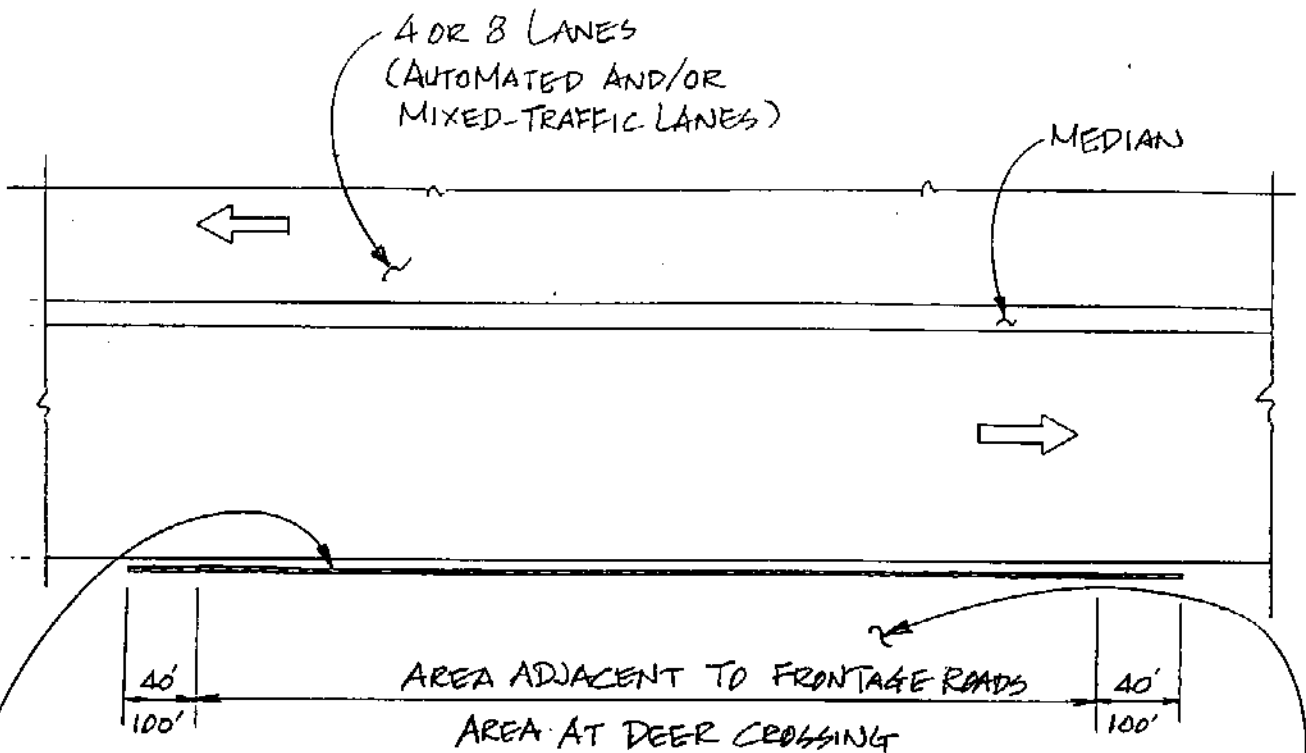 4 OR 8 LANES
(AUTOMATED AND/OR
MIXED-TRAFFIC LANES)
MEDIAN
40' AREA ADJACENT TO FRONTAGE ROADS 40'
100' AREA AT DEER CROSSING 100'